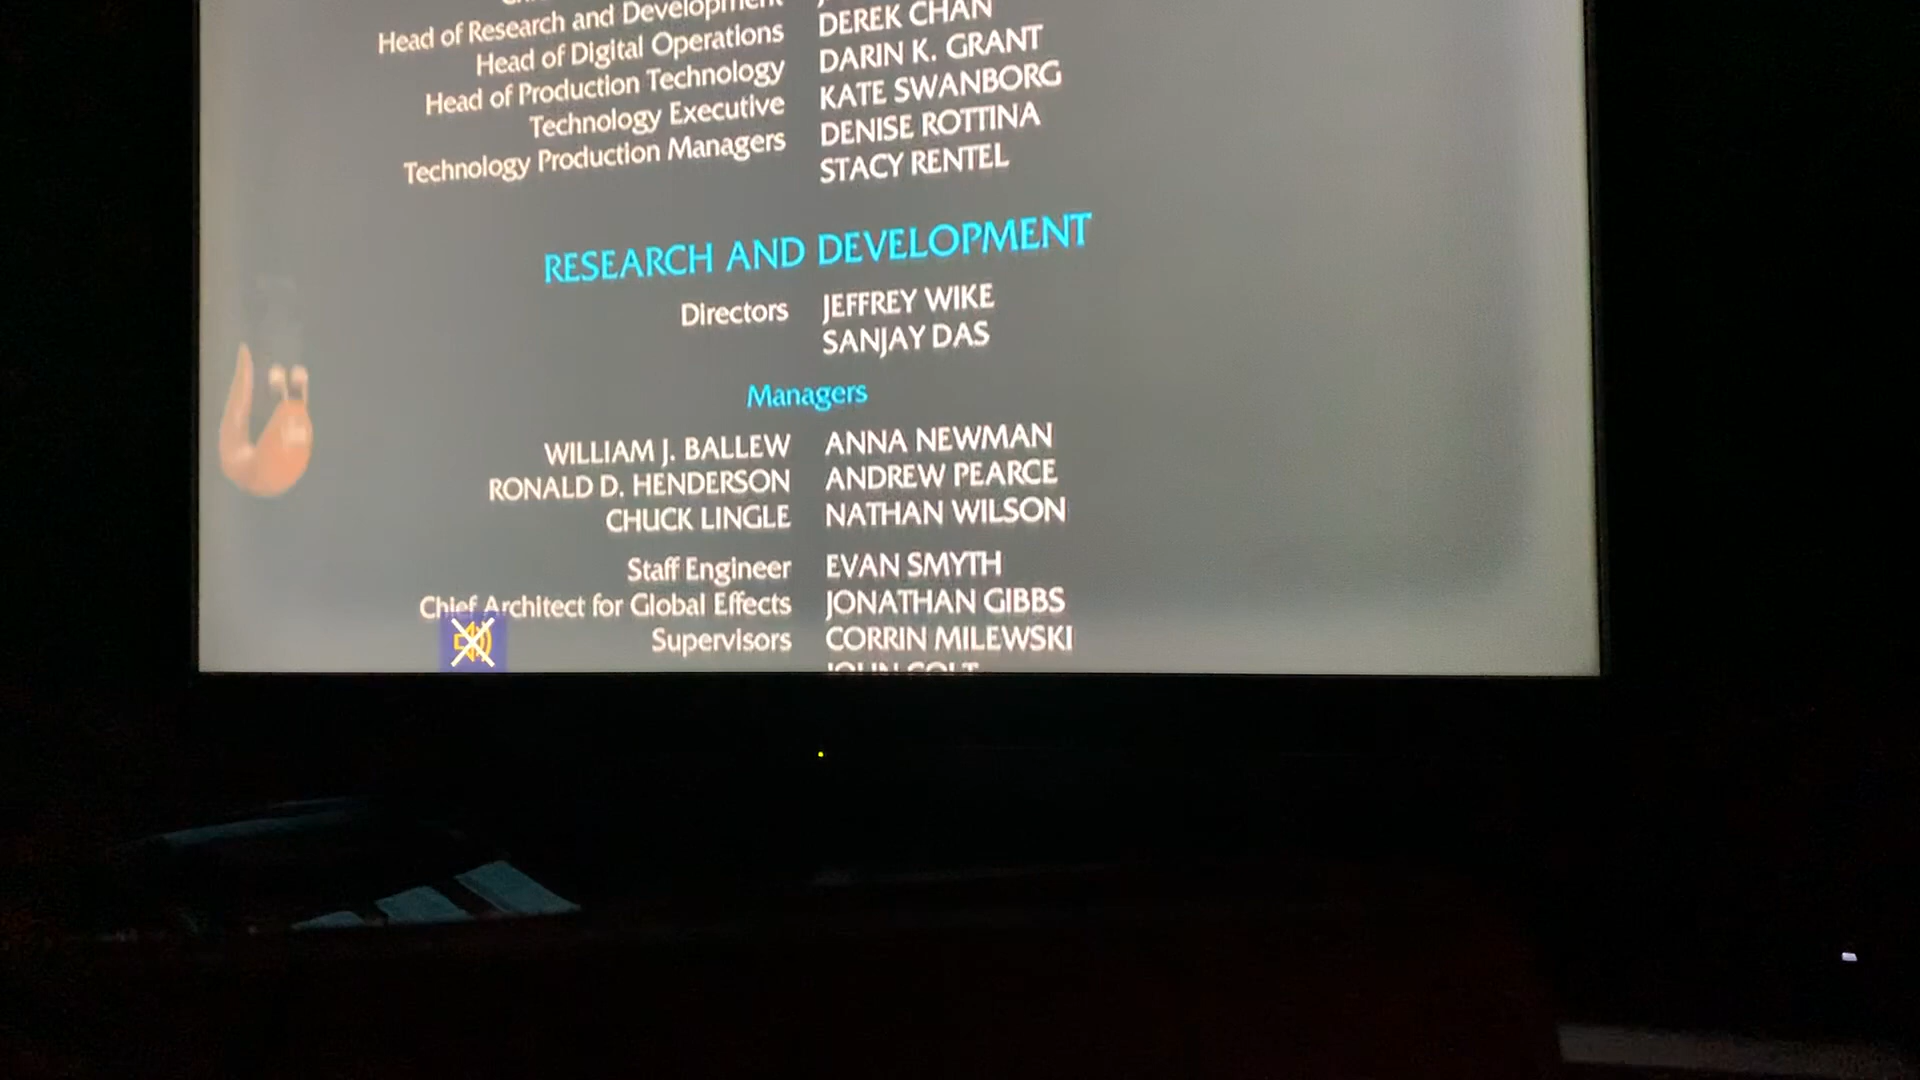 Head of Research and Development
Head of Digital Operations DEREK CHAN
Head of Production Technology DARIN K. GRANT
Technology Executive KATE SWANBORG
Technology Production Managers DENISE ROTTINA
STACY RENTEL
RESEARCH AND DEVELOPMENT
Directors JEFFREY WIKE
SANJAY DAS
Managers
WILLIAM J. BALLEW ANNA NEWMAN
RONALD D. HENDERSON ANDREW PEARCE
CHUCK LINGLE NATHAN WILSON
Staff Engineer EVAN SMYTH
Chief Architect for Global Effects JONATHAN GIBBS
Supervisors CORRIN MILEWSKI